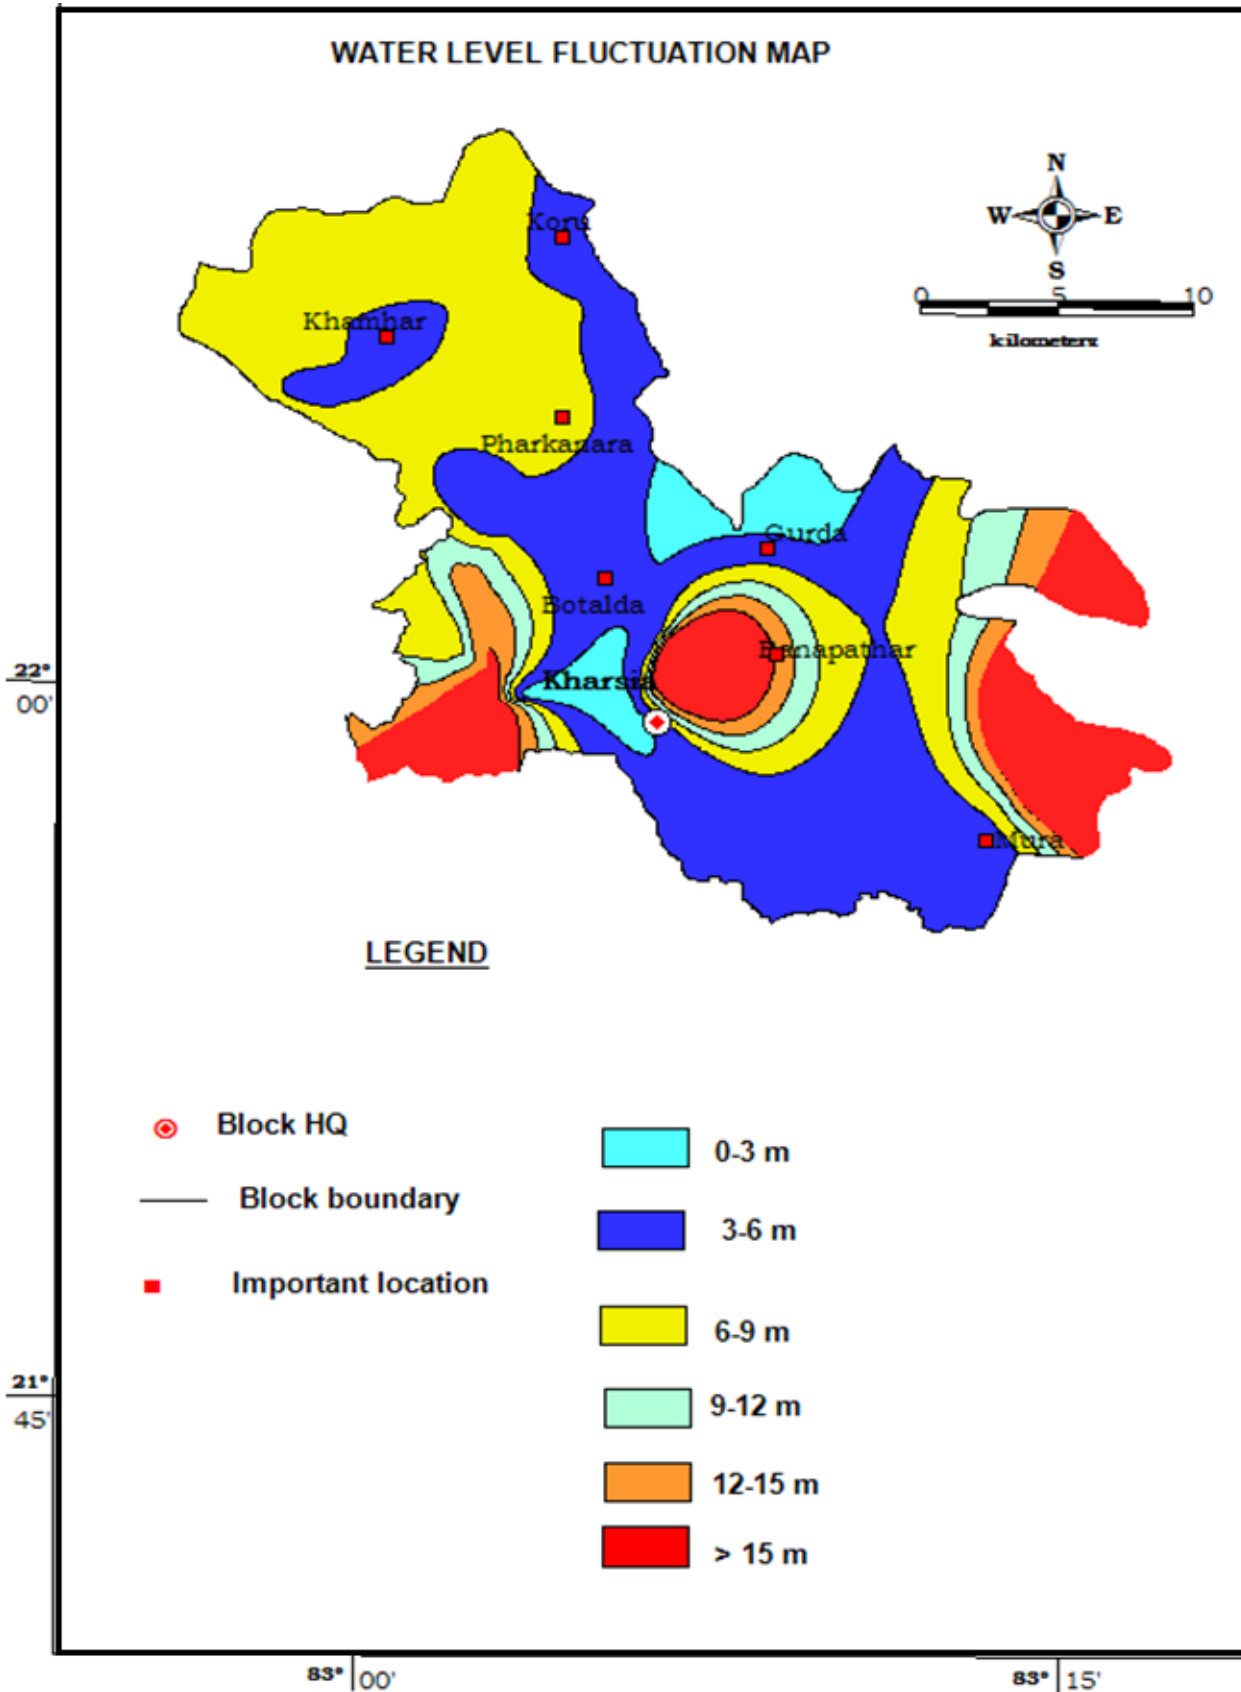 WATER LEVEL FLUCTUATION MAP
N
W E
S
0 5 10
kilometers
Koru
Khamhar
Pharkanara
Gurda
Botalda
Banapathar
Kharsia
22°
00'
Mura
LEGEND
Block HQ
Block boundary
Important location
0-3 m
3-6 m
6-9 m
9-12 m
12-15 m
> 15 m
21°
45'
83° 00'
83° 15'